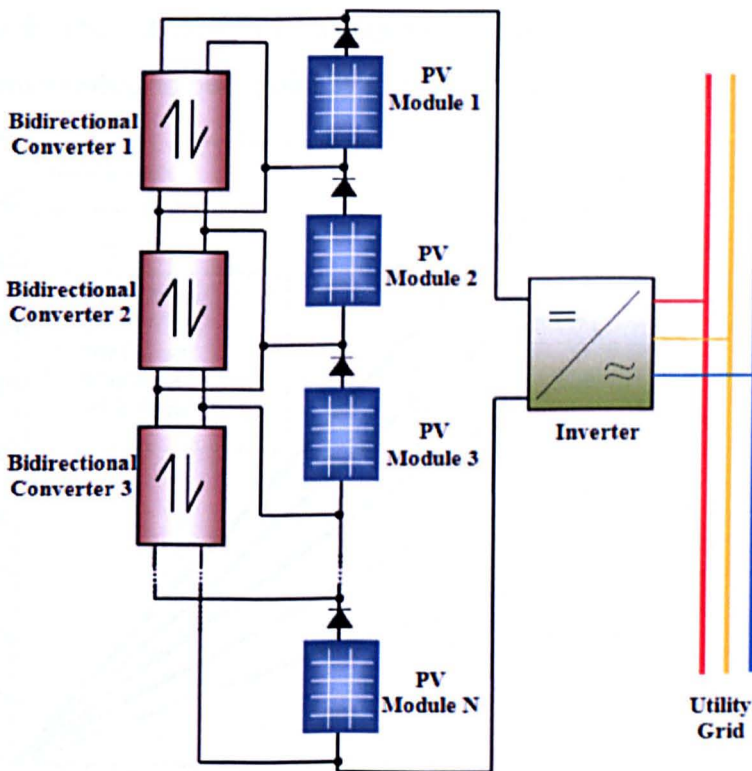 PV
Module 1
Bidirectional
Converter 1
PV
Module 2
Bidirectional
Converter 2
PV
Module 3
Inverter
Bidirectional
Converter 3
PV
Module N
Utility
Grid